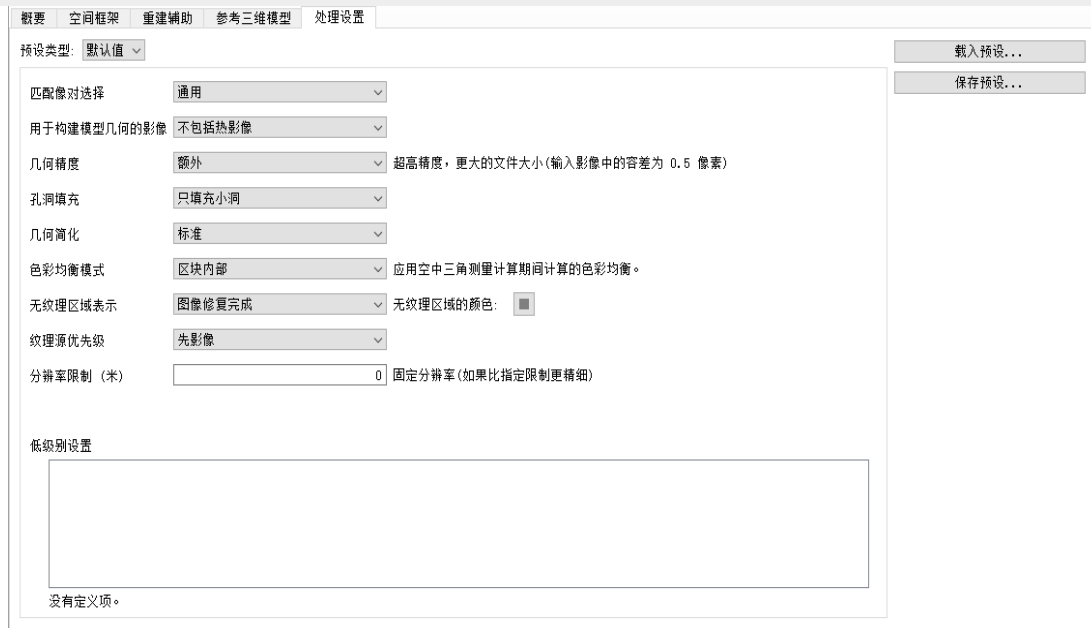 概要 空间框架 重建辅助 参考三维模型 处理设置
预设类型: 默认值
载入预设...
保存预设...
匹配像对选择 通用
用于构建模型几何的影像 不包括热影像
几何精度 额外 超高精度，更大的文件大小(输入影像中的容差为 0.5 像素)
孔洞填充 只填充小洞
几何简化 标准
色彩均衡模式 区块内部 应用空中三角测量计算期间计算的色彩均衡。
无纹理区域表示 图像修复完成 无纹理区域的颜色:
纹理源优先级 先影像
分辨率限制 (米) 0 固定分辨率(如果比指定限制更精细)
低级别设置
没有定义项。